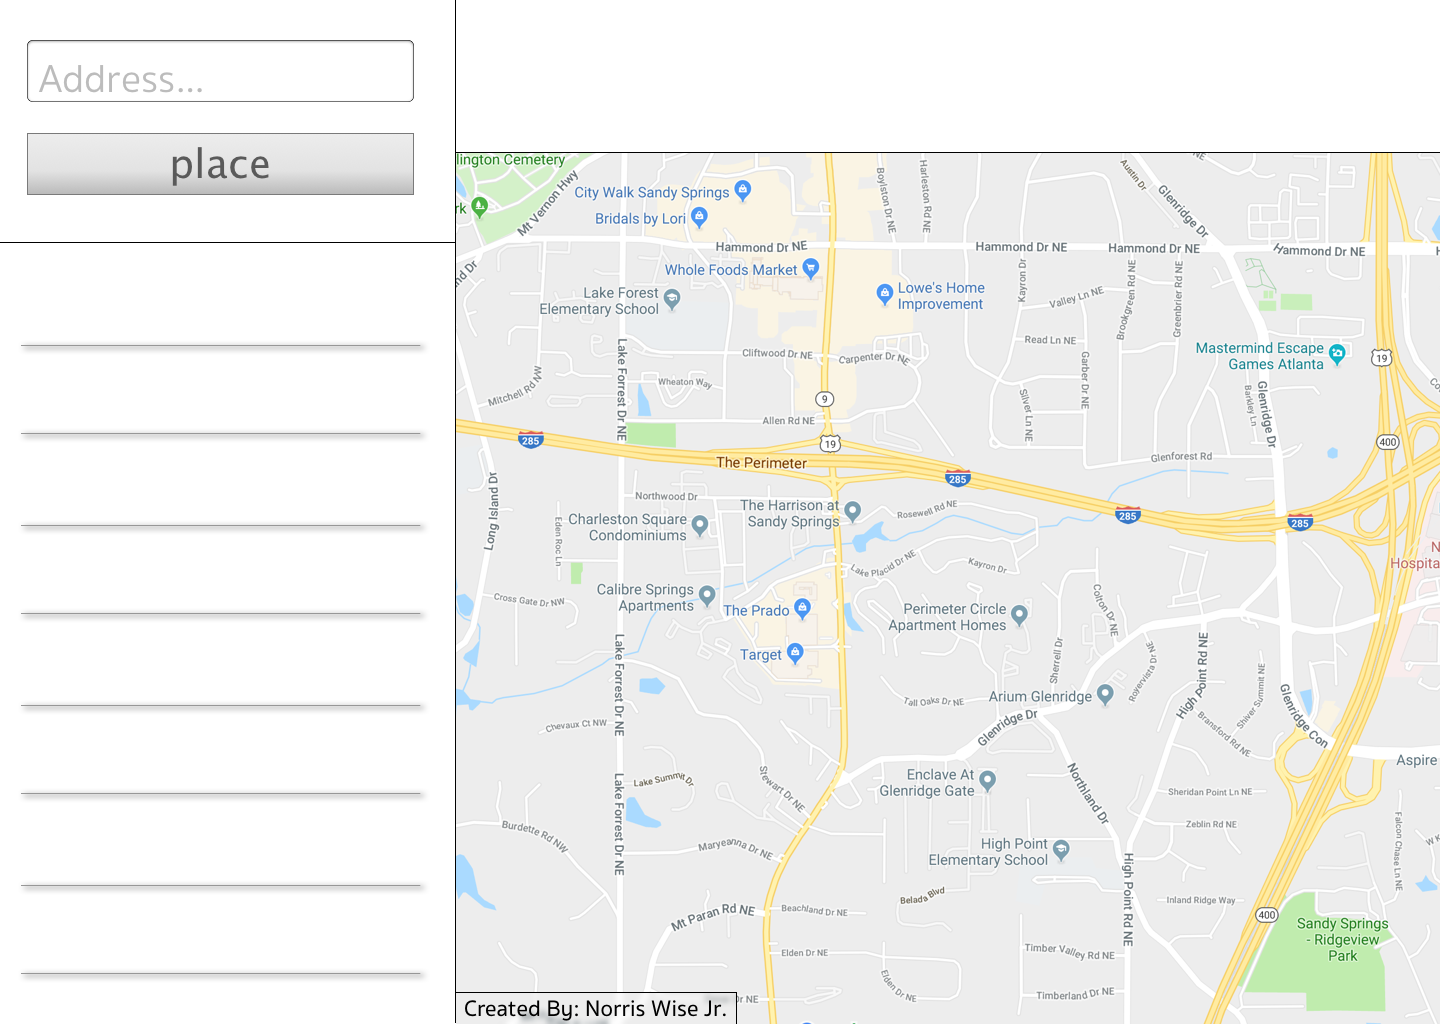 Address...
place
lington Cemetery
rk
Mt Vernon Hwy
City Walk Sandy Springs
Bridals by Lori
Boylston Dr NE
Harleston Rd NE
Austin Dr
Glenridge Dr
Hammond Dr NE
Hammond Dr NE
Hammond Dr NE
Hammond Dr NE
nd Dr
Whole Foods Market
Lake Forest
Elementary School
Lowe's Home
Improvement
Kayron Dr
Valley Ln NE
Brookgreen Rd NE
Greenbrier Rd NE
Read Ln NE
Garber Dr NE
Mastermind Escape
Games Atlanta
19
Lake Forrest Dr NE
Cliftwood Dr NE
Carpenter Dr NE
Mitchell Rd NW
Wheaton Way
9
Allen Rd NE
Silver Ln NE
Barkley Ln
Glenridge Dr
285
19
400
The Perimeter
Glenforest Rd
285
Long Island Dr
Northwood Dr
The Harrison at
Sandy Springs
Rosewell Rd NE
285
285
Charleston Square
Condominiums
Eden Roc Ln
Lake Placid Dr NE
Kayron Dr
N
Hospita
Calibre Springs
Apartments
Cross Gate Dr NW
The Prado
Perimeter Circle
Apartment Homes
Colton Dr NE
Target
Lake Forrest Dr NE
Sherrell Dr
Royervista Dr NE
High Point Rd NE
Shiver Summit NE
Arium Glenridge
Tall Oaks Dr NE
Glenridge Dr
Bransford Rd NE
Glenridge Con
Chevaux Ct NW
Aspire
Lake Summit Dr
Stewart Dr NE
Enclave At
Glenridge Gate
Northland Dr
Sheridan Point Ln NE
Lake Forrest Dr NE
Burdette Rd NW
Maryeanna Dr NE
High Point
Elementary School
Zeblin Rd NE
Falcon Chase Ln NE
W K
High Point Rd NE
Belads Blvd
Inland Ridge Way
Mt Paran Rd NE
Beachland Dr NE
400
Sandy Springs
- Ridgeview
Park
Elden Dr NE
Elden Dr NE
Timber Valley Rd NE
Timberland Dr NE
Created By: Norris Wise Jr.